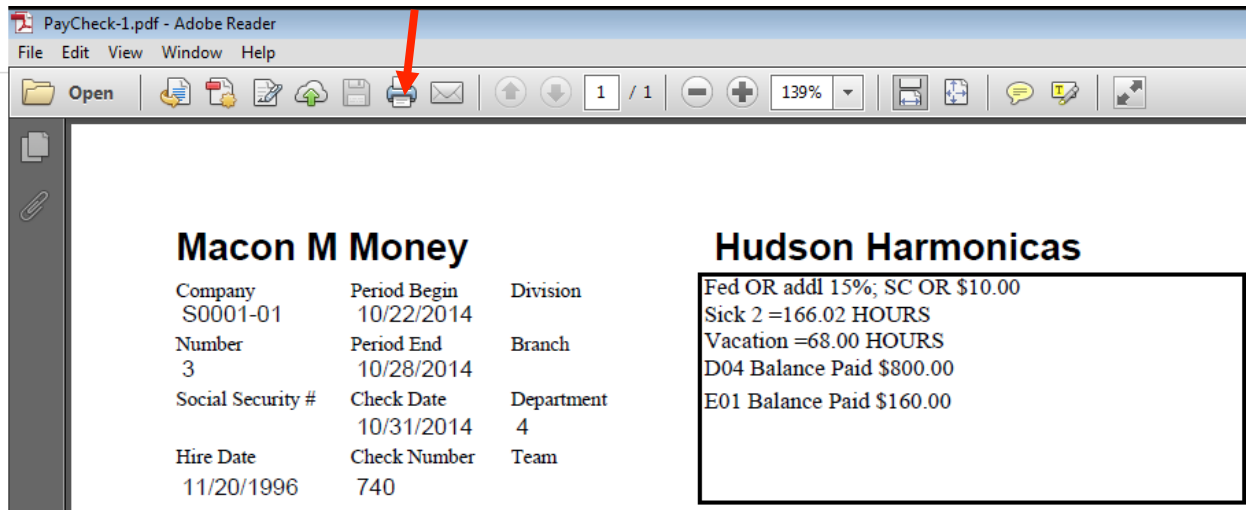 PayCheck-1.pdf - Adobe Reader
File Edit View Window Help
Open 1 / 1 139%
Macon M Money Hudson Harmonicas
Company Period Begin Division Fed OR addl 15%; SC OR $10.00
S0001-01 10/22/2014 Sick 2 =166.02 HOURS
Number Period End Branch Vacation =68.00 HOURS
3 10/28/2014 D04 Balance Paid $800.00
Social Security # Check Date Department E01 Balance Paid $160.00
10/31/2014 4
Hire Date Check Number Team
11/20/1996 740